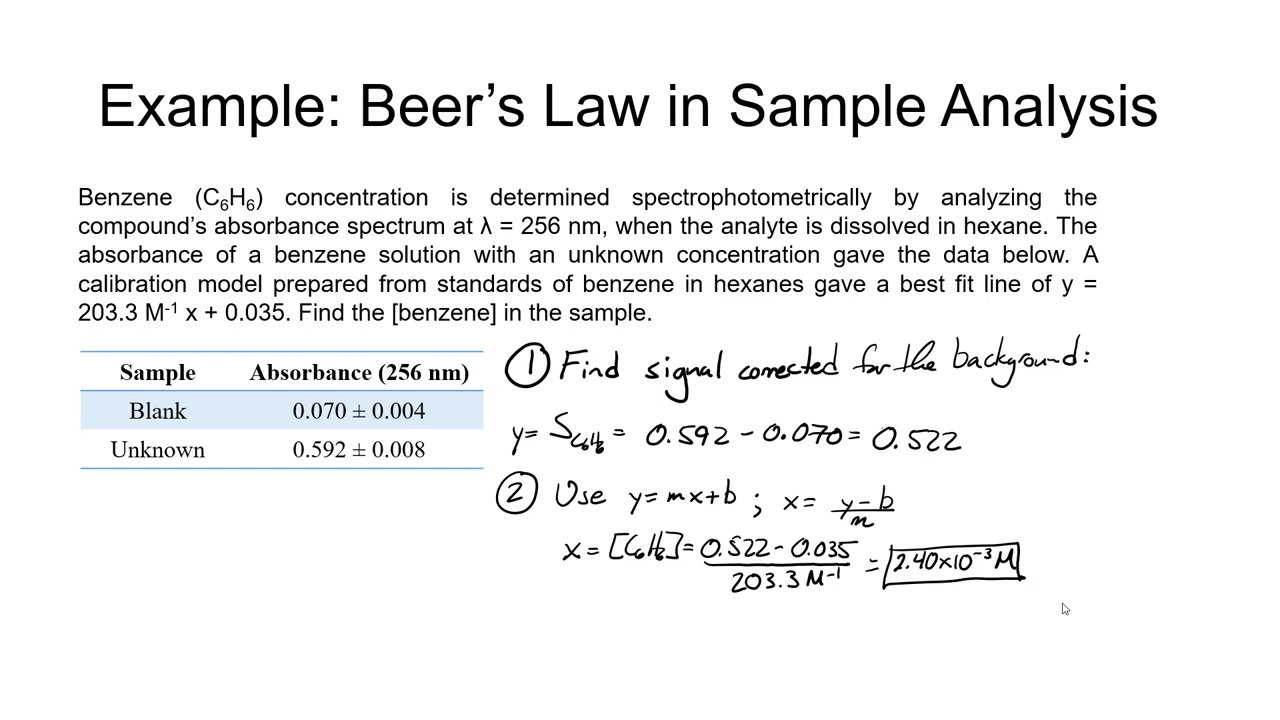 Example: Beer's Law in Sample Analysis
Benzene (C₆H₆) concentration is determined spectrophotometrically by analyzing the
compound's absorbance spectrum at λ = 256 nm, when the analyte is dissolved in hexane. The
absorbance of a benzene solution with an unknown concentration gave the data below. A
calibration model prepared from standards of benzene in hexanes gave a best fit line of y =
203.3 M⁻¹ x + 0.035. Find the [benzene] in the sample.
Sample Absorbance (256 nm)
Blank 0.070 ± 0.004
Unknown 0.592 ± 0.008
① Find signal corrected for the background:
y = S_C₆H₆ = 0.592 - 0.070 = 0.522
② Use y = mx + b ; x = (y - b)/m
x = [C₆H₆] = (0.522 - 0.035)/(203.3 M⁻¹) = 2.40×10⁻³ M